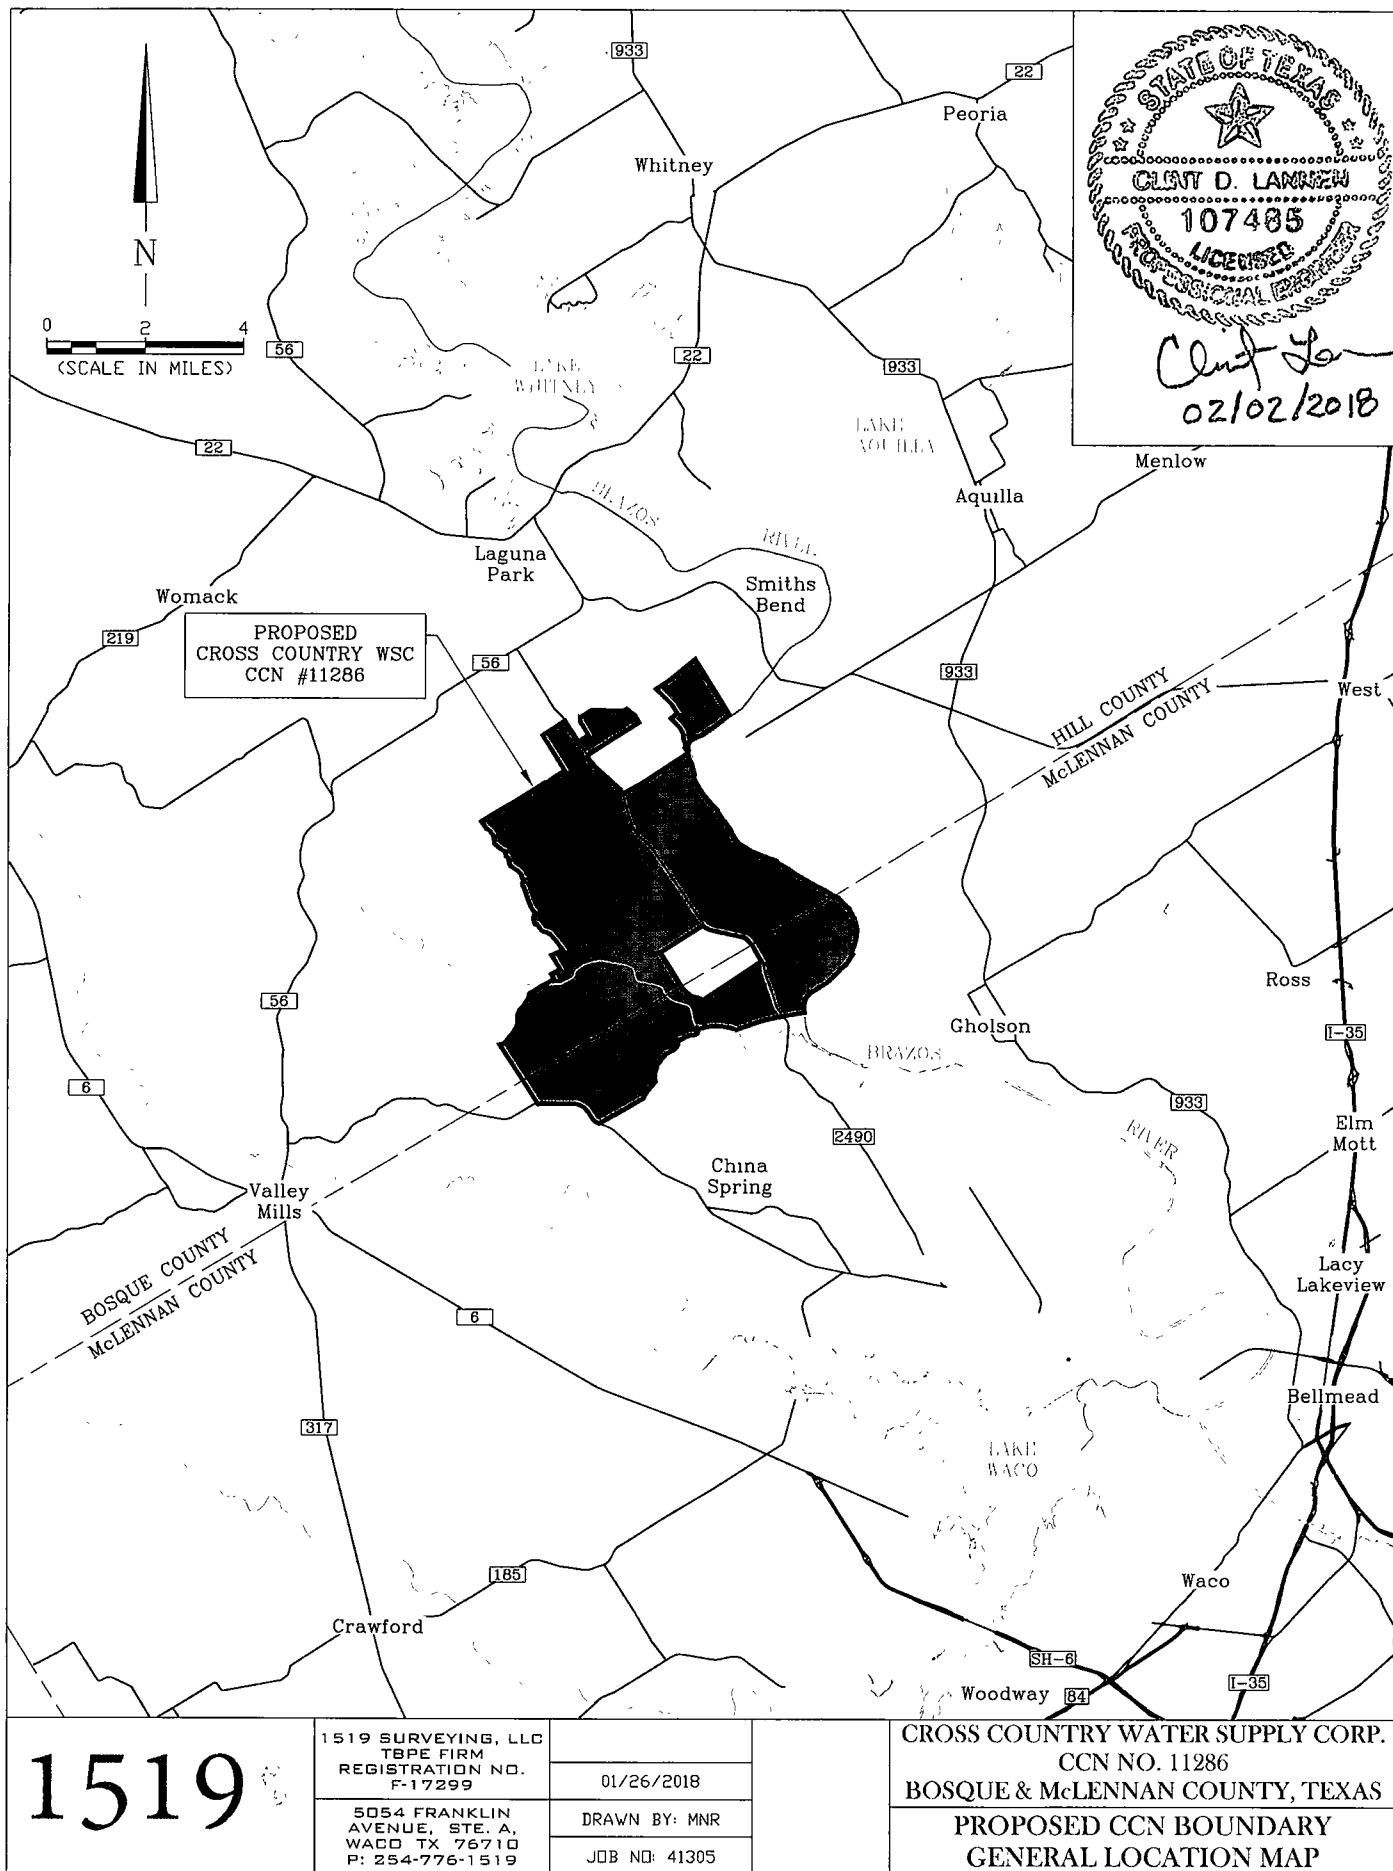 933
22
Peoria
Whitney
STATE OF TEXAS
CLINT D. LANNEN
107485
LICENSED
PROFESSIONAL ENGINEER
02/02/2018
N
0 2 4
(SCALE IN MILES)
56
22
933
LAKE
WHITNEY
LAKE
AQUILLA
22
Menlow
Aquilla
BRAZOS
RIVER
Laguna
Park
Smiths
Bend
Womack
219
PROPOSED
CROSS COUNTRY WSC
CCN #11286
56
933
HILL COUNTY
McLENNAN COUNTY
West
Ross
56
Gholson
I-35
BRAZOS
6
933
2490
RIVER
Elm
Mott
China
Spring
Valley
Mills
BOSQUE COUNTY
McLENNAN COUNTY
Lacy
Lakeview
6
Bellmead
317
LAKE
WACO
185
Waco
Crawford
SH-6
Woodway
84
I-35
1519
1519 SURVEYING, LLC
TBPE FIRM
REGISTRATION NO.
F-17299
5054 FRANKLIN
AVENUE, STE. A,
WACO TX 76710
P: 254-776-1519
01/26/2018
DRAWN BY: MNR
JOB NO: 41305
CROSS COUNTRY WATER SUPPLY CORP.
CCN NO. 11286
BOSQUE & McLENNAN COUNTY, TEXAS
PROPOSED CCN BOUNDARY
GENERAL LOCATION MAP